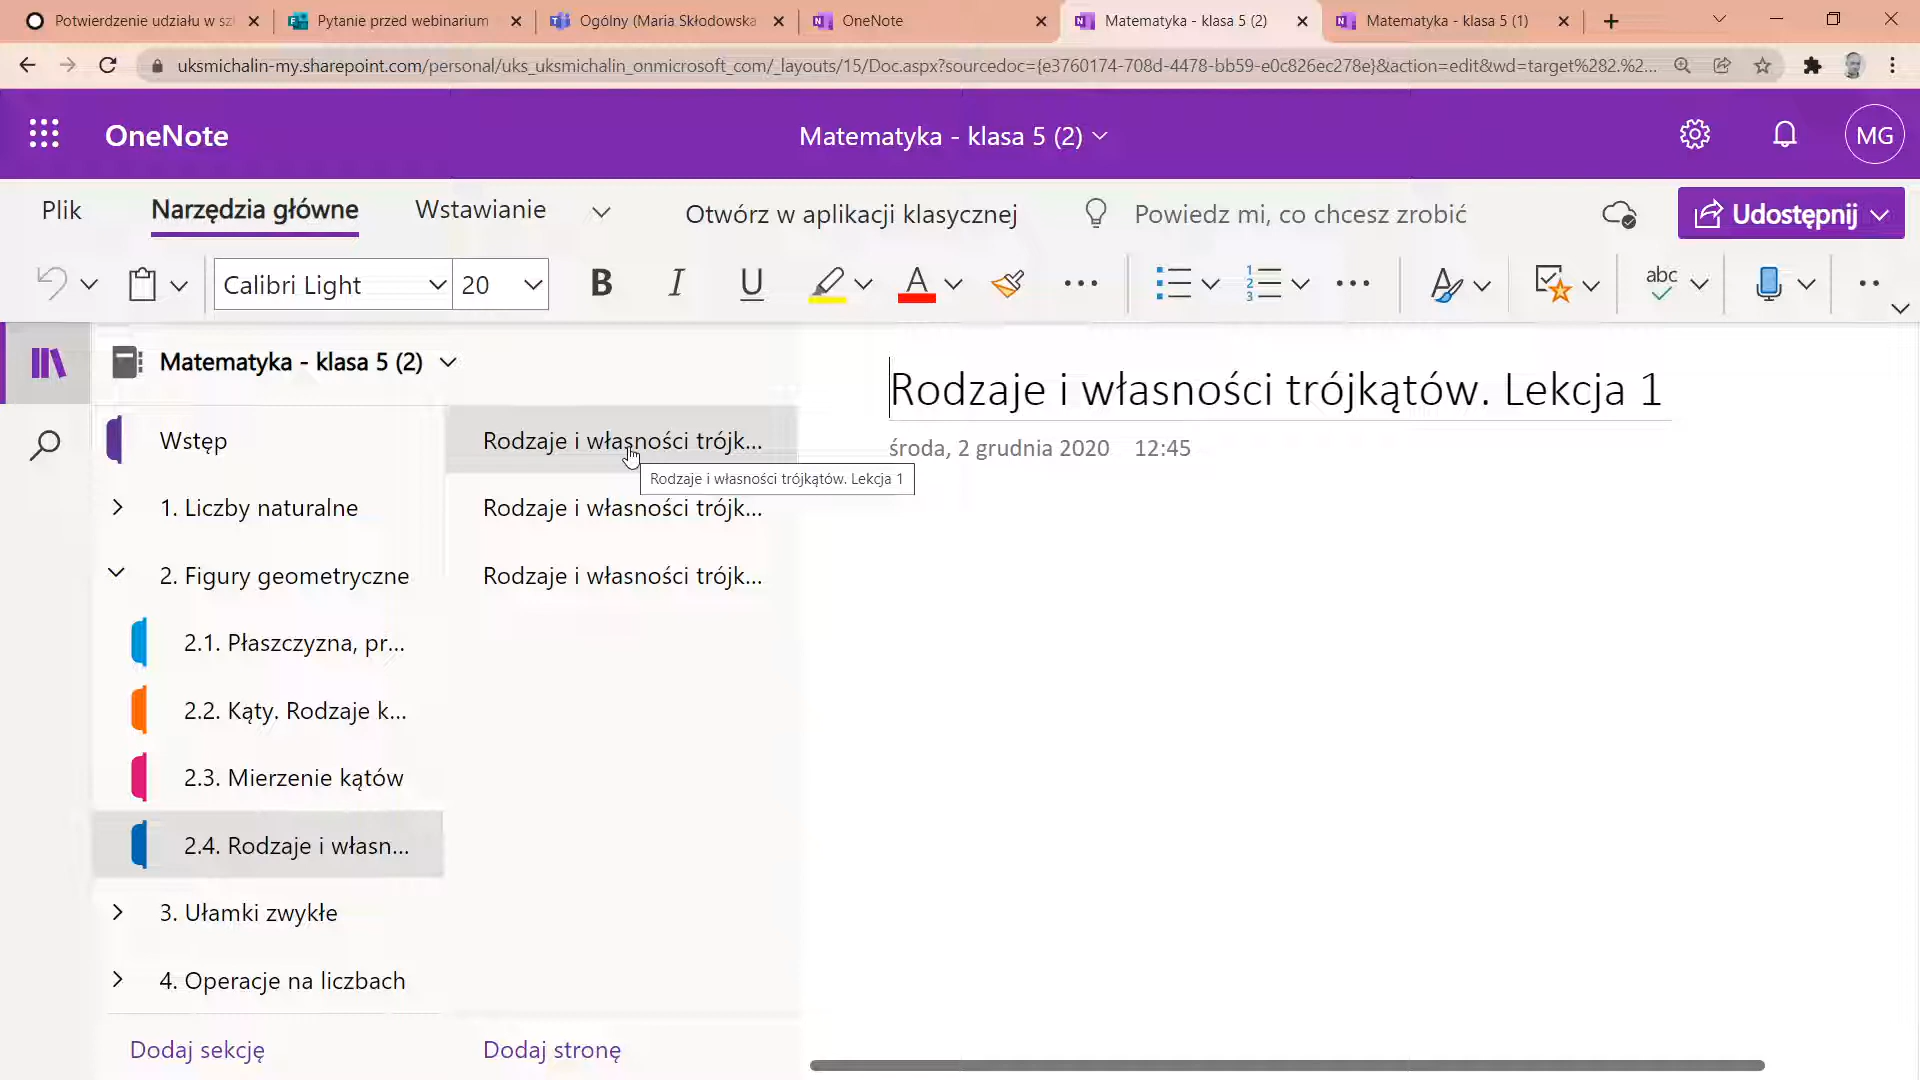 Potwierdzenie udziału w sz
Pytanie przed webinarium
Ogólny (Maria Skłodowska
OneNote
Matematyka - klasa 5 (2)
Matematyka - klasa 5 (1)
uksmichalin-my.sharepoint.com/personal/uks_uksmichalin_onmicrosoft_com/_layouts/15/Doc.aspx?sourcedoc={e3760174-708d-4478-bb59-e0c826ec278e}&action=edit&wd=target%282.%2...
OneNote
Matematyka - klasa 5 (2)
MG
Plik
Narzędzia główne
Wstawianie
Otwórz w aplikacji klasycznej
Powiedz mi, co chcesz zrobić
Udostępnij
Calibri Light
20
B
I
U
A
1
2
3
abc
Matematyka - klasa 5 (2)
Wstęp
1. Liczby naturalne
2. Figury geometryczne
2.1. Płaszczyzna, pr...
2.2. Kąty. Rodzaje k...
2.3. Mierzenie kątów
2.4. Rodzaje i własn...
3. Ułamki zwykłe
4. Operacje na liczbach
Dodaj sekcję
Rodzaje i własności trójk...
Rodzaje i własności trójkątów. Lekcja 1
Rodzaje i własności trójk...
Rodzaje i własności trójk...
Dodaj stronę
Rodzaje i własności trójkątów. Lekcja 1
środa, 2 grudnia 2020 12:45